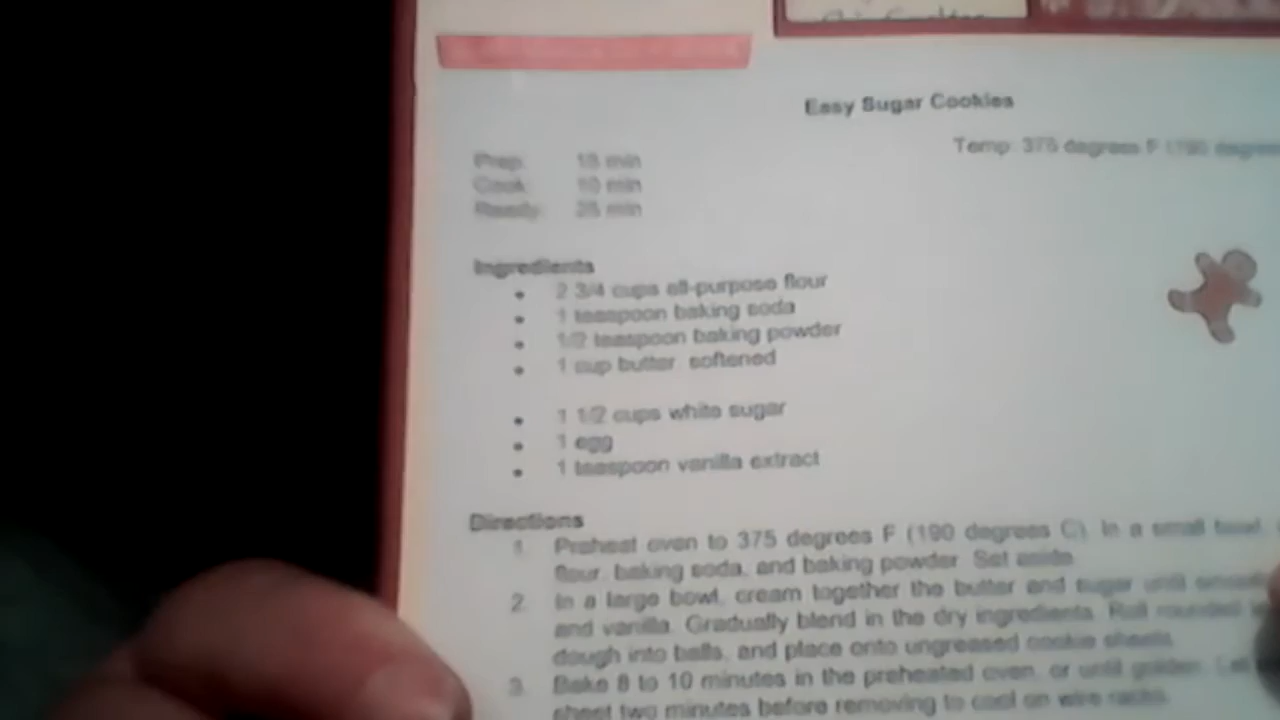 Easy Sugar Cookies
Temp: 375 degrees F (190 degrees
Prep: 15 min
Cook: 10 min
Ready: 25 min
Ingredients
2 3/4 cups all-purpose flour
1 teaspoon baking soda
1/2 teaspoon baking powder
1 cup butter softened
1 1/2 cups white sugar
1 egg
1 teaspoon vanilla extract
Directions
1. Preheat oven to 375 degrees F (190 degrees C). In a small bowl,
flour, baking soda, and baking powder. Set aside.
2. In a large bowl, cream together the butter and sugar until
and vanilla. Gradually blend in the dry ingredients. Roll rounded
dough into balls, and place onto ungreased cookie sheets.
3. Bake 8 to 10 minutes in the preheated oven, or until golden. Let
sheet two minutes before removing to cool on wire racks.